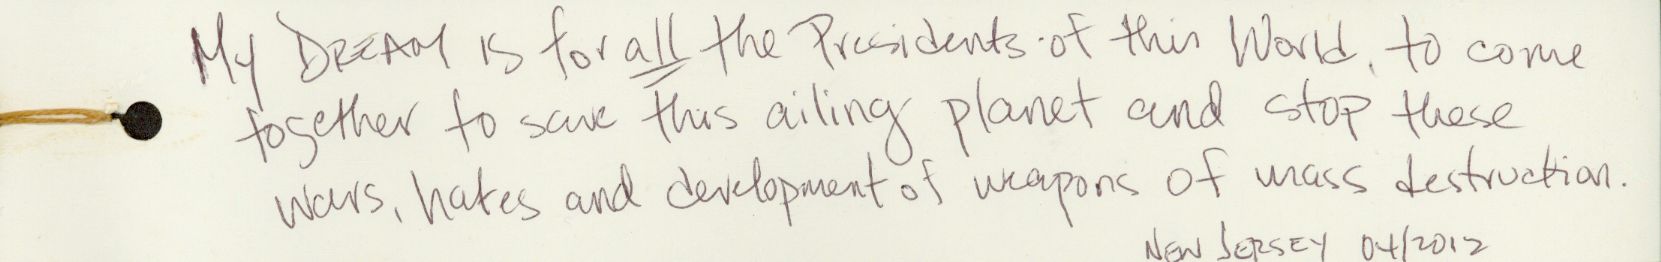 My DREAM is for all the Presidents of this World, to come
together to save this ailing planet and stop these
wars, hates and development of weapons of mass destruction.
NEW JERSEY 04/2012